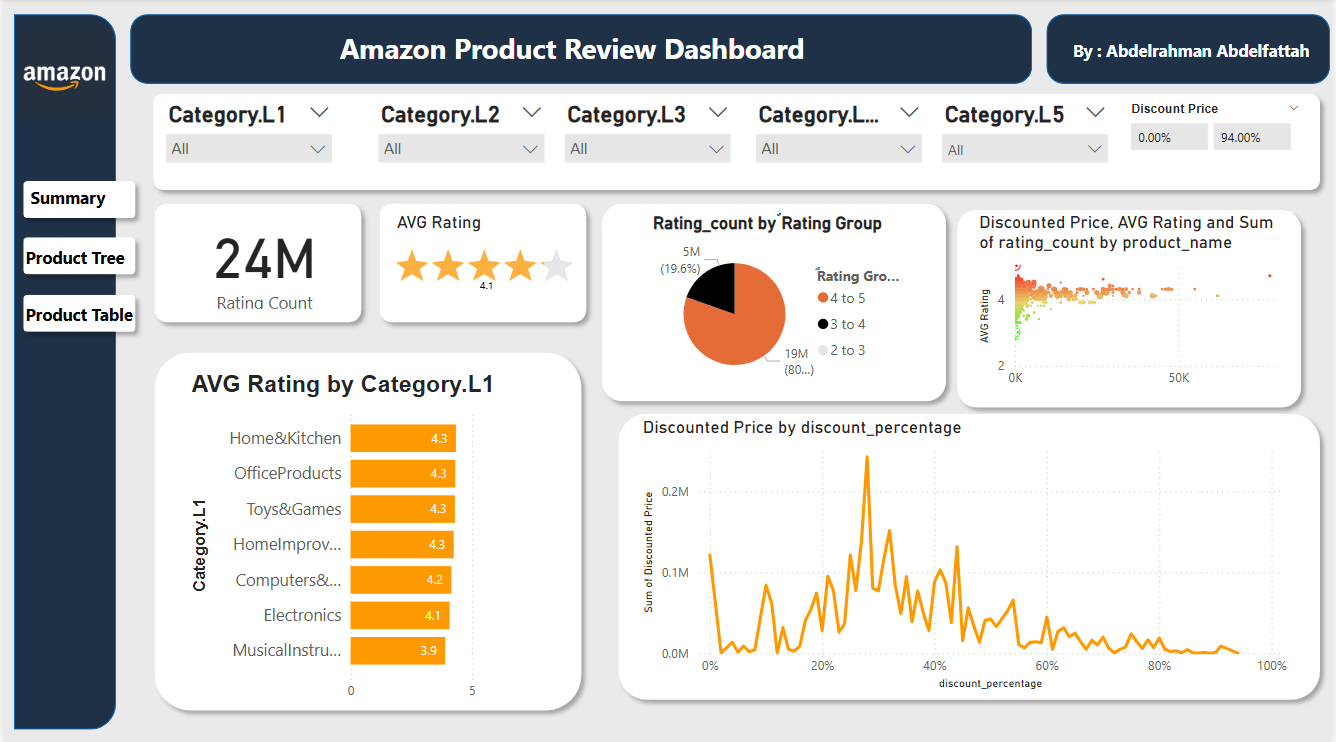 amazon
Amazon Product Review Dashboard
By : Abdelrahman Abdelfattah
Category.L1
All
Category.L2
All
Category.L3
All
Category.L...
All
Category.L5
All
Discount Price
0.00%
94.00%
Summary
Product Tree
Product Table
24M
Rating Count
AVG Rating
4.1
Rating_count by Rating Group
5M
(19.6%)
19M
(80...)
Rating Gro...
4 to 5
3 to 4
2 to 3
Discounted Price, AVG Rating and Sum
of rating_count by product_name
AVG Rating
4
2
0K
50K
AVG Rating by Category.L1
Category.L1
Home&Kitchen
4.3
OfficeProducts
4.3
Toys&Games
4.3
HomeImprov...
4.3
Computers&...
4.2
Electronics
4.1
MusicalInstru...
3.9
0
5
Discounted Price by discount_percentage
Sum of Discounted Price
0.2M
0.1M
0.0M
0%
20%
40%
60%
80%
100%
discount_percentage